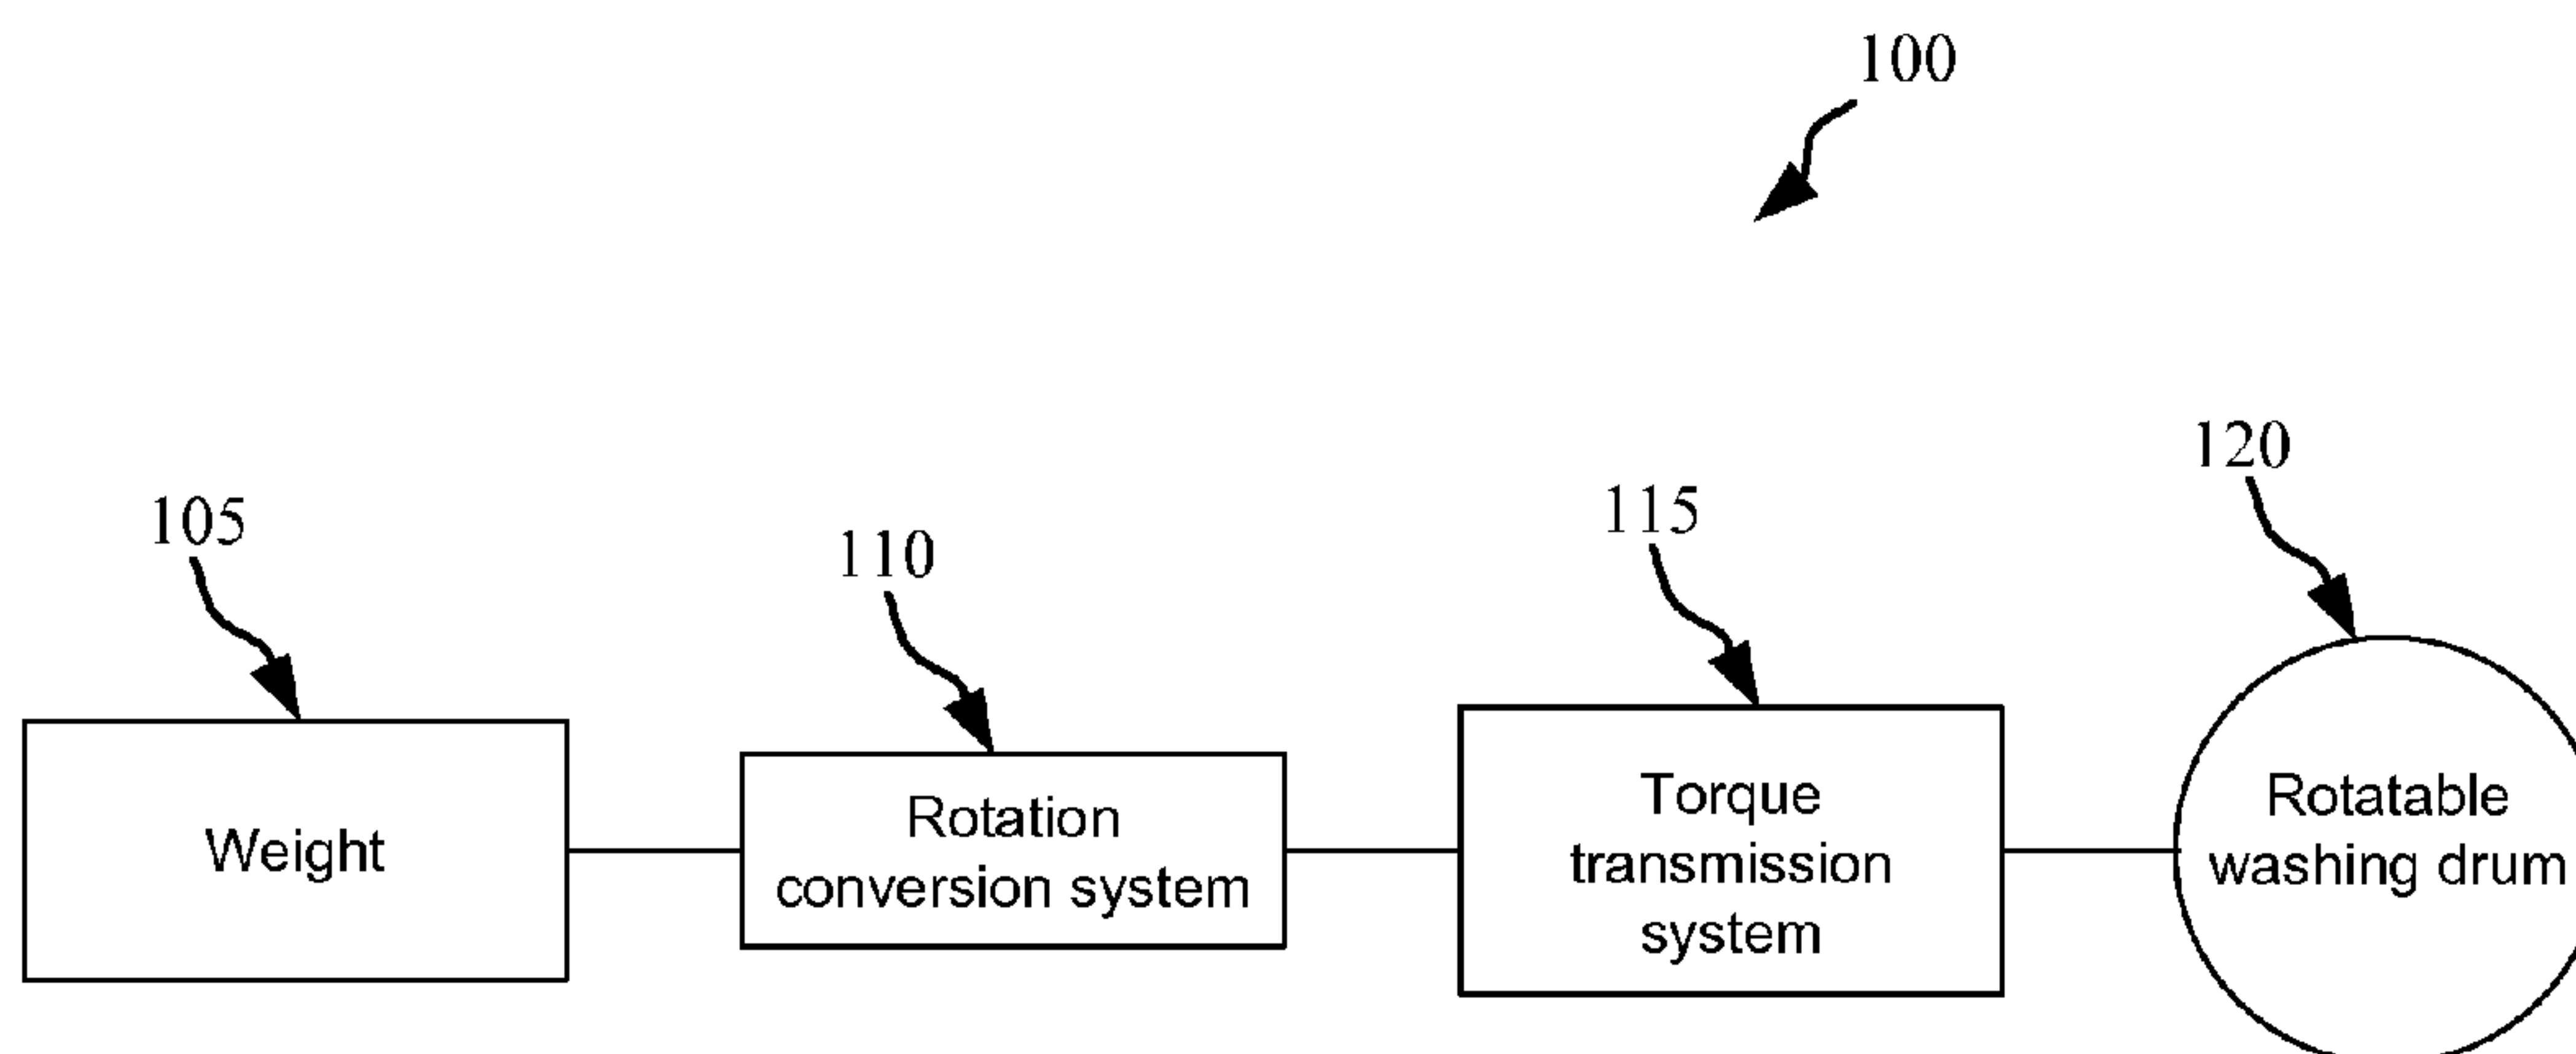 100
105
110
115
120
Weight
Rotation
conversion system
Torque
transmission
system
Rotatable
washing drum